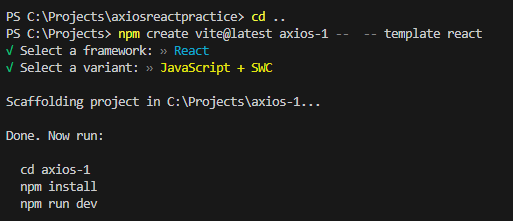 PS C:\Projects\axiosreactpractice> cd ..
PS C:\Projects> npm create vite@latest axios-1 --  -- template react
√ Select a framework: » React
√ Select a variant: » JavaScript + SWC
Scaffolding project in C:\Projects\axios-1...
Done. Now run:
cd axios-1
npm install
npm run dev